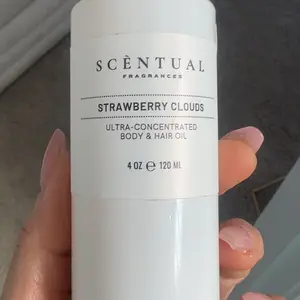 SCÈNTUAL
FRAGRANCES
STRAWBERRY CLOUDS
ULTRA-CONCENTRATED
BODY & HAIR OIL
4 OZ ℮ 120 ML